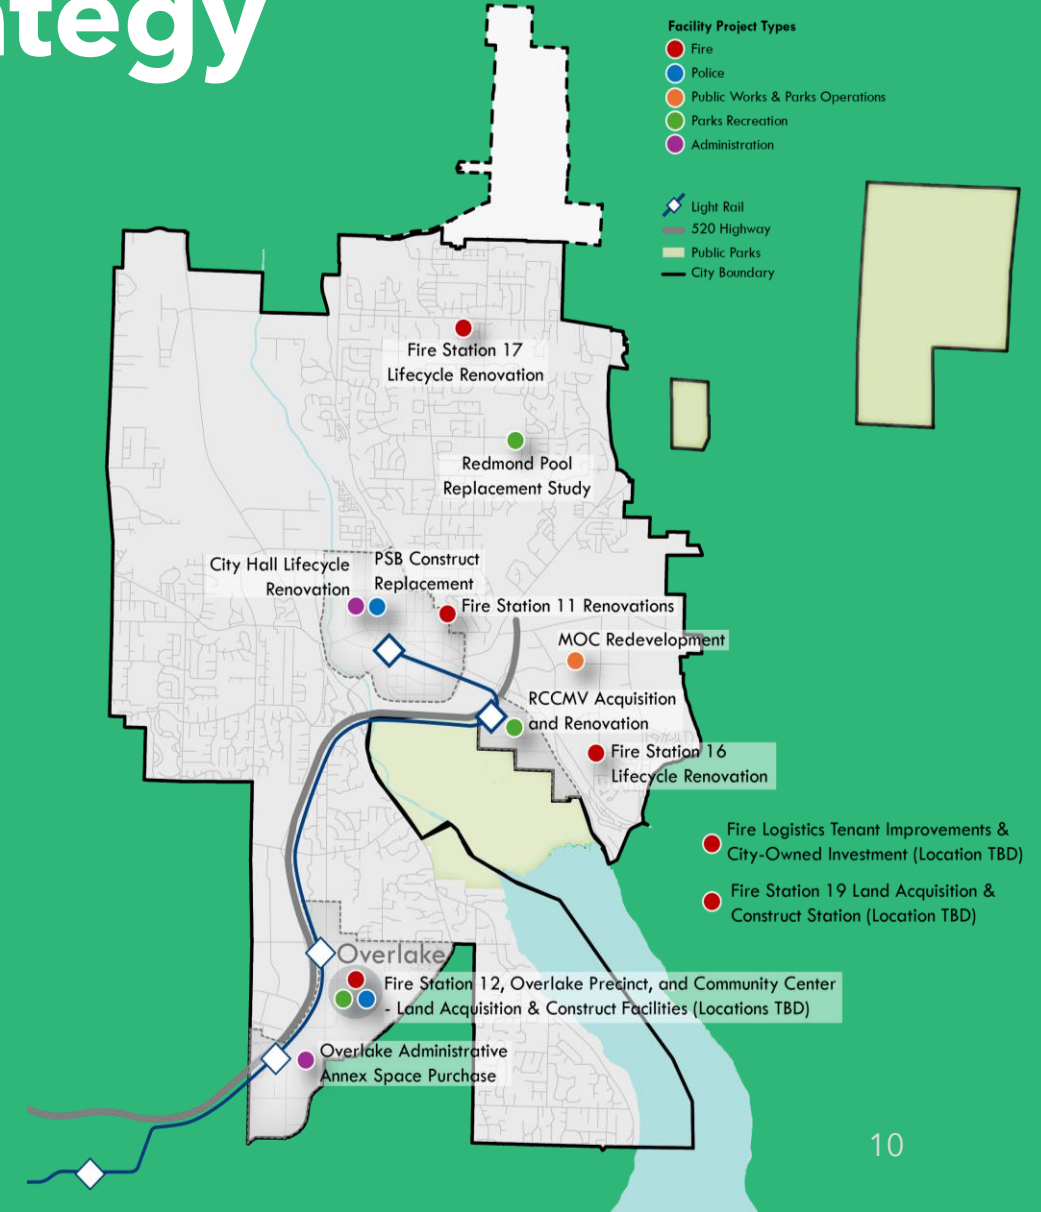 tegy
Facility Project Types
Fire
Police
Public Works & Parks Operations
Parks Recreation
Administration
Light Rail
520 Highway
Public Parks
City Boundary
Fire Station 17
Lifecycle Renovation
Redmond Pool
Replacement Study
City Hall Lifecycle
Renovation
PSB Construct
Replacement
Fire Station 11 Renovations
MOC Redevelopment
RCCMV Acquisition
and Renovation
Fire Station 16
Lifecycle Renovation
Fire Logistics Tenant Improvements &
City-Owned Investment (Location TBD)
Fire Station 19 Land Acquisition &
Construct Station (Location TBD)
Overlake
Fire Station 12, Overlake Precinct, and Community Center
- Land Acquisition & Construct Facilities (Locations TBD)
Overlake Administrative
Annex Space Purchase
10